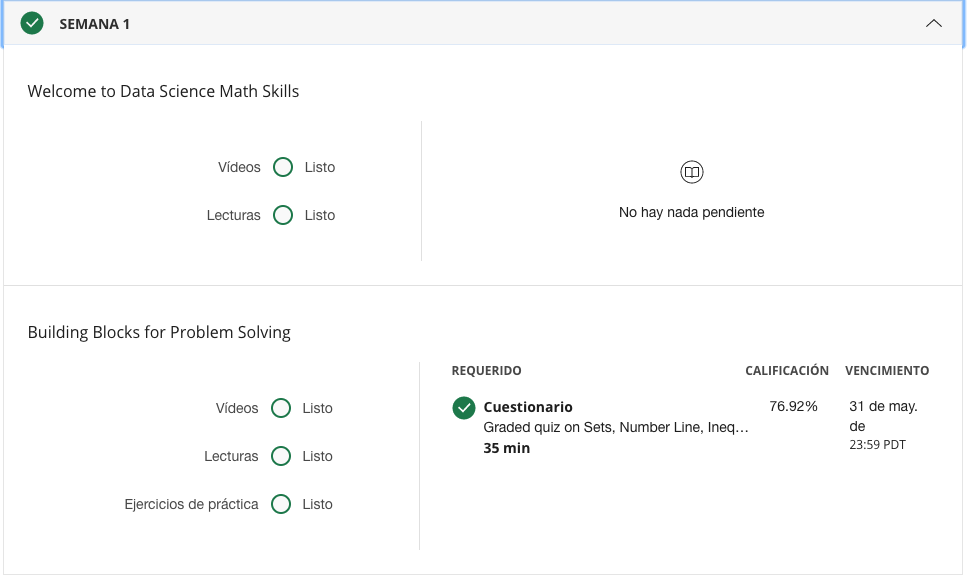 SEMANA 1
Welcome to Data Science Math Skills
Vídeos Listo
Lecturas Listo
No hay nada pendiente
Building Blocks for Problem Solving
Vídeos Listo
Lecturas Listo
Ejercicios de práctica Listo
REQUERIDO CALIFICACIÓN VENCIMIENTO
Cuestionario 76.92% 31 de may.
Graded quiz on Sets, Number Line, Ineq… de
35 min 23:59 PDT